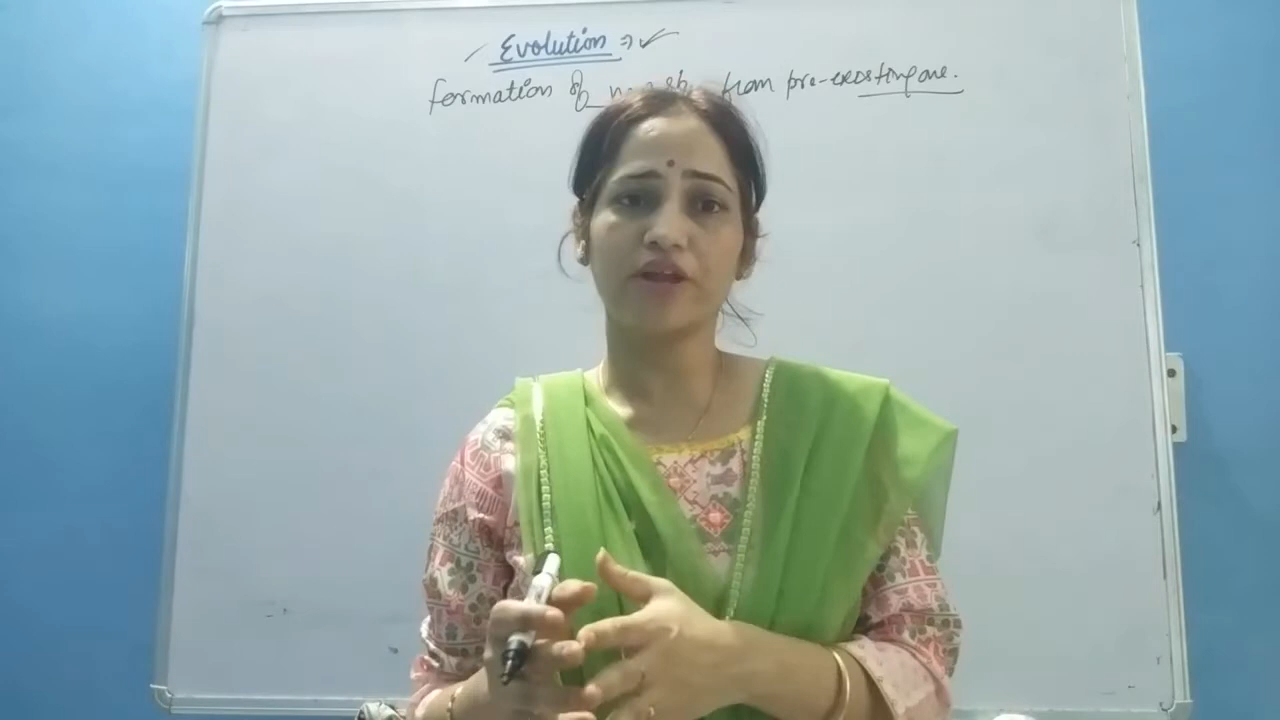 Evolution ⇒ ✓
formation of from pre-existing one.